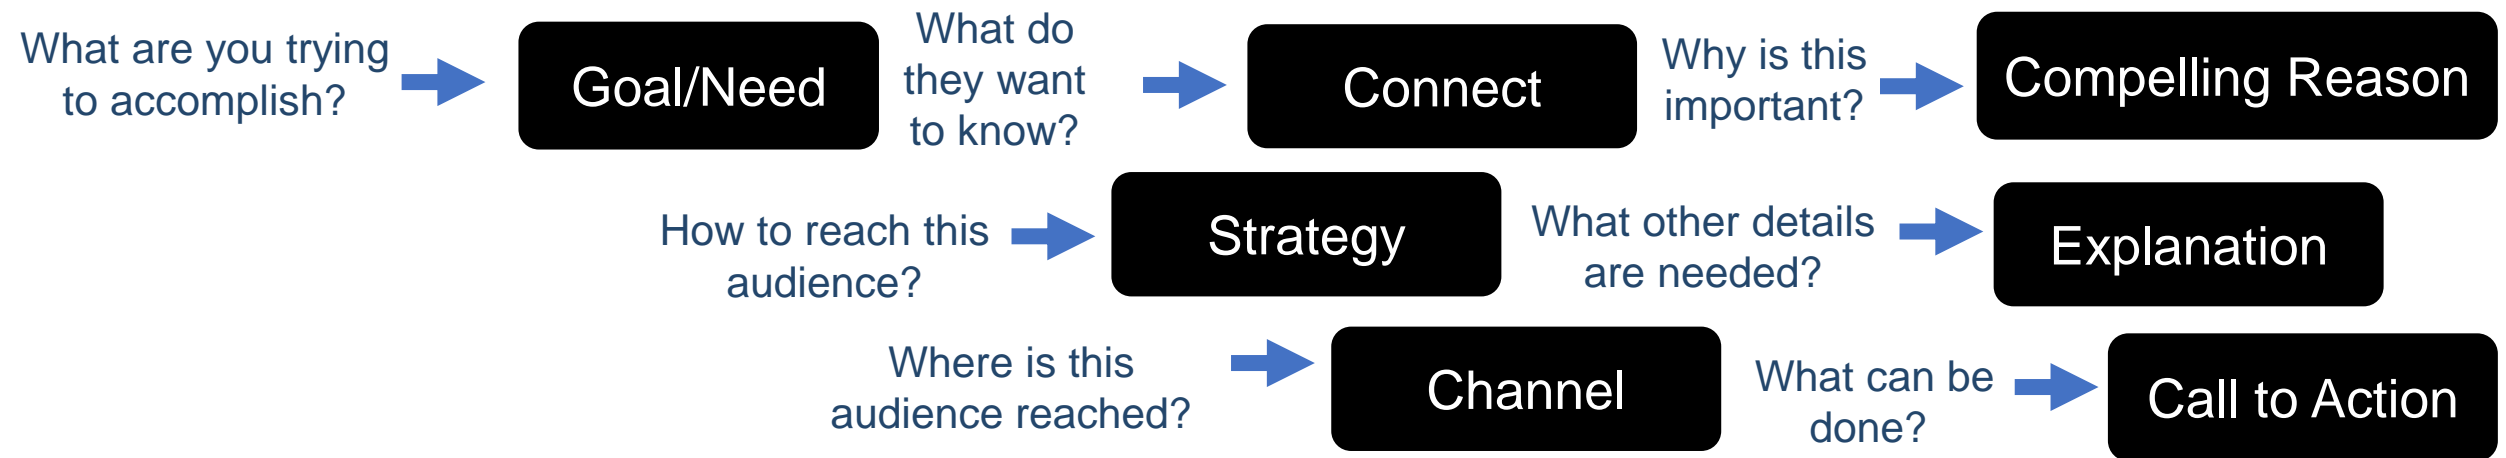 What are you trying
to accomplish?
Goal/Need
What do
they want
to know?
Connect
Why is this
important?
Compelling Reason
How to reach this
audience?
Strategy
What other details
are needed?
Explanation
Where is this
audience reached?
Channel
What can be
done?
Call to Action